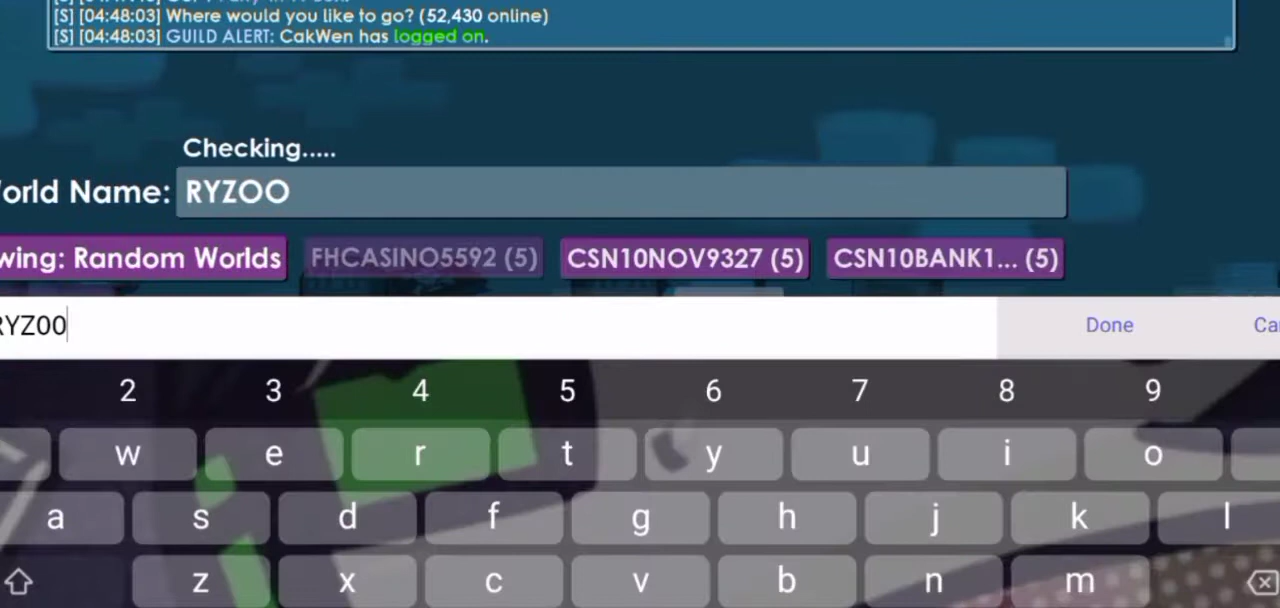 [S] [04:48:03] Where would you like to go? (52,430 online)
[S] [04:48:03] GUILD ALERT: CakWen has logged on.
Checking.....
orld Name: RYZOO
wing: Random Worlds FHCASINO5592 (5) CSN10NOV9327 (5) CSN10BANK1... (5)
RYZOO Done Ca
2 3 4 5 6 7 8 9
w e r t y u i o
a s d f g h j k l
z x c v b n m